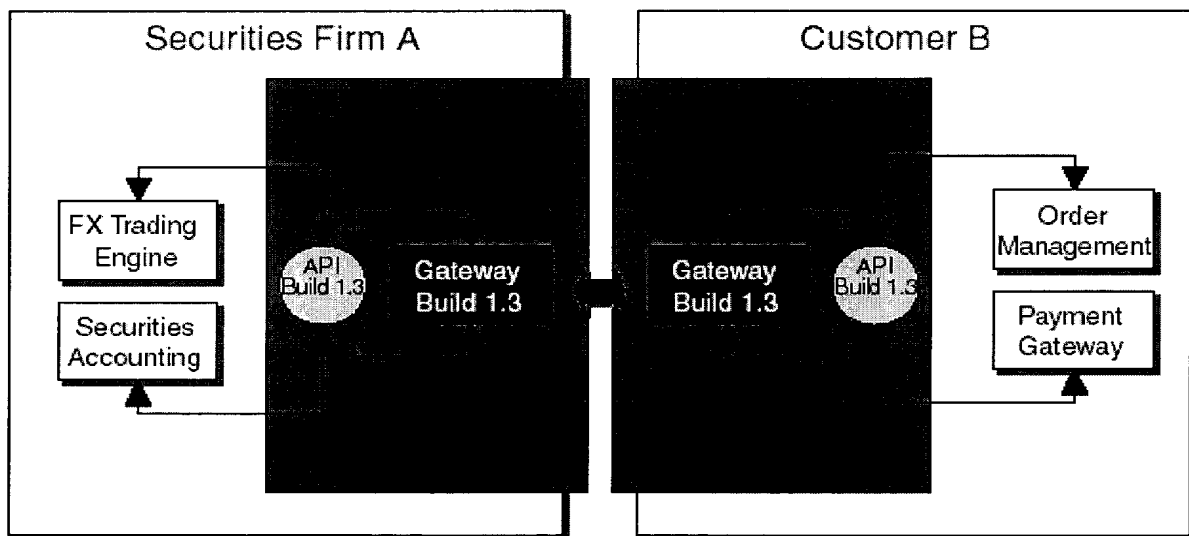 Securities Firm A
FX Trading
Engine
Securities
Accounting
API
Build 1.3
Gateway
Build 1.3
Customer B
Gateway
Build 1.3
API
Build 1.3
Order
Management
Payment
Gateway